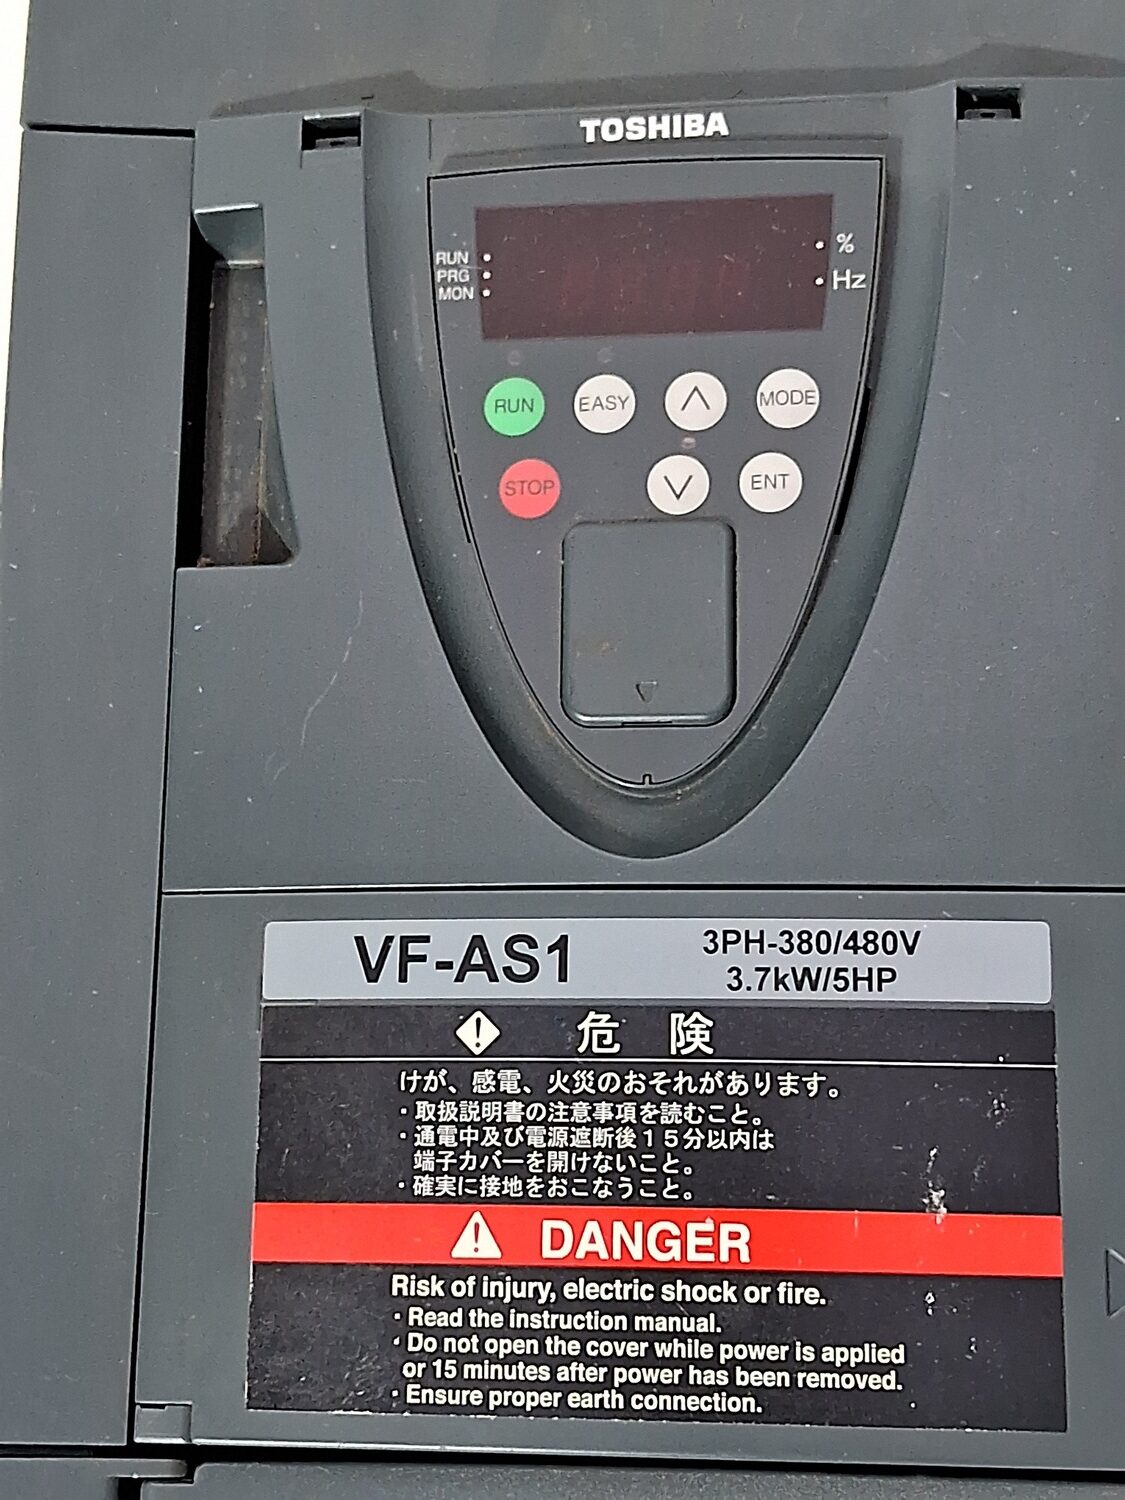 TOSHIBA
RUN
PRG
MON
%
Hz
RUN EASY MODE
STOP ENT
VF-AS1
3PH-380/480V
3.7kW/5HP
危 険
けが、感電、火災のおそれがあります。
・取扱説明書の注意事項を読むこと。
・通電中及び電源遮断後１５分以内は
端子カバーを開けないこと。
・確実に接地をおこなうこと。
DANGER
Risk of injury, electric shock or fire.
· Read the instruction manual.
· Do not open the cover while power is applied
or 15 minutes after power has been removed.
· Ensure proper earth connection.